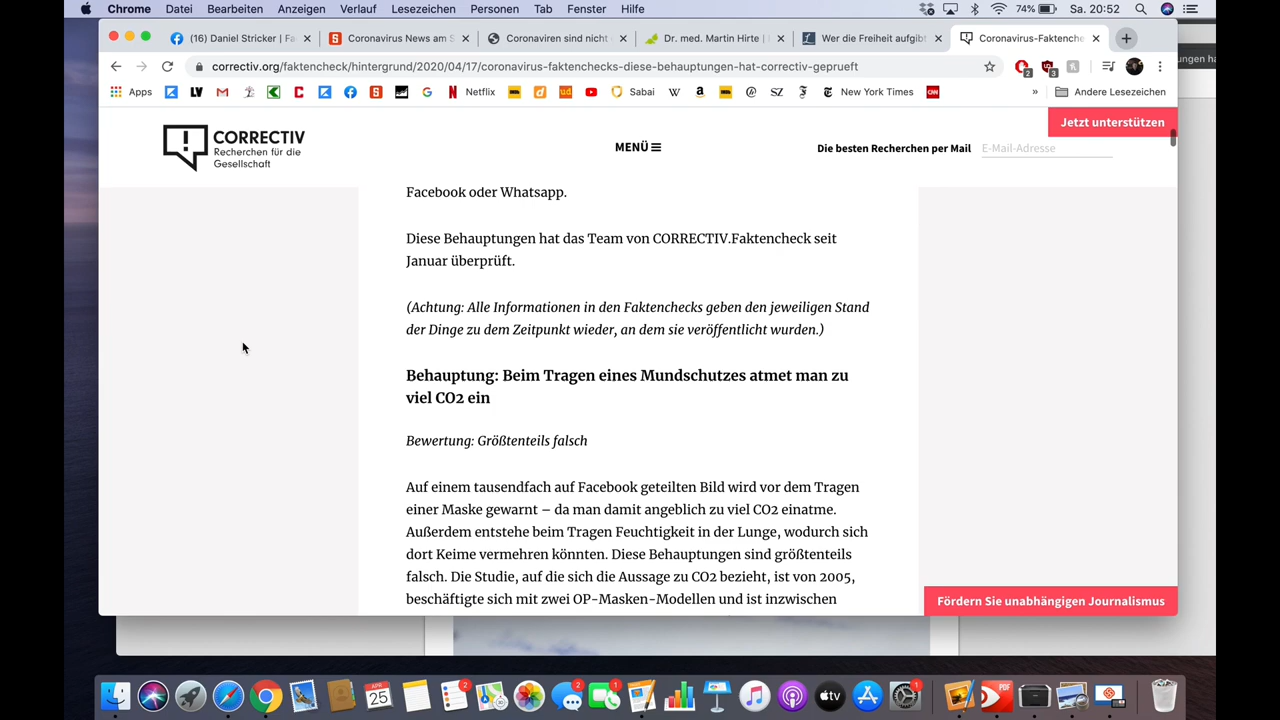 Chrome Datei Bearbeiten Anzeigen Verlauf Lesezeichen Personen Tab Fenster Hilfe 74% Sa. 20:52
(16) Daniel Stricker | Fa
Coronavirus News am S
Coronaviren sind nicht
Dr. med. Martin Hirte |
Wer die Freiheit aufgibt
Coronavirus-Faktenche
correctiv.org/faktencheck/hintergrund/2020/04/17/coronavirus-faktenchecks-diese-behauptungen-hat-correctiv-geprueft
Apps Netflix Sabai New York Times » Andere Lesezeichen
Jetzt unterstützen
CORRECTIV
Recherchen für die
Gesellschaft
MENÜ
Die besten Recherchen per Mail E-Mail-Adresse
Facebook oder Whatsapp.
Diese Behauptungen hat das Team von CORRECTIV.Faktencheck seit
Januar überprüft.
(Achtung: Alle Informationen in den Faktenchecks geben den jeweiligen Stand
der Dinge zu dem Zeitpunkt wieder, an dem sie veröffentlicht wurden.)
Behauptung: Beim Tragen eines Mundschutzes atmet man zu
viel CO2 ein
Bewertung: Größtenteils falsch
Auf einem tausendfach auf Facebook geteilten Bild wird vor dem Tragen
einer Maske gewarnt – da man damit angeblich zu viel CO2 einatme.
Außerdem entstehe beim Tragen Feuchtigkeit in der Lunge, wodurch sich
dort Keime vermehren könnten. Diese Behauptungen sind größtenteils
falsch. Die Studie, auf die sich die Aussage zu CO2 bezieht, ist von 2005,
beschäftigte sich mit zwei OP-Masken-Modellen und ist inzwischen
Fördern Sie unabhängigen Journalismus